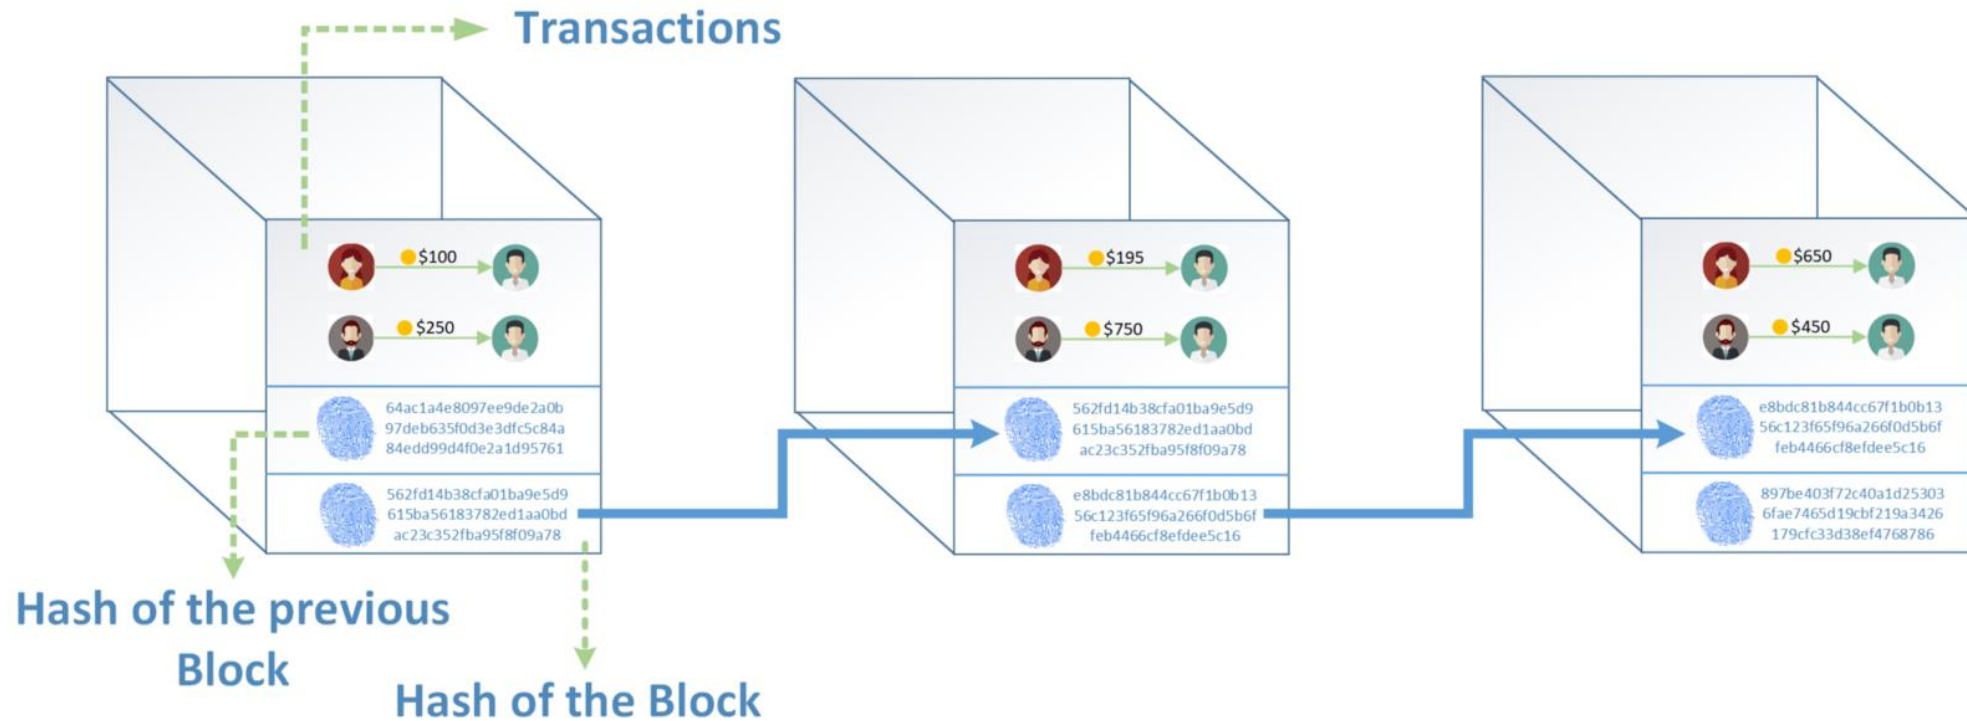 Transactions
$100
$250
64ac1a4e8097ee9de2a0b
97deb635f0d3e3dfc5c84a
84edd99d4f0e2a1d95761
562fd14b38cfa01ba9e5d9
615ba56183782ed1aa0bd
ac23c352fba95f8f09a78
$195
$750
562fd14b38cfa01ba9e5d9
615ba56183782ed1aa0bd
ac23c352fba95f8f09a78
e8bdc81b844cc67f1b0b13
56c123f65f96a266f0d5b6f
feb4466cf8efdee5c16
$650
$450
e8bdc81b844cc67f1b0b13
56c123f65f96a266f0d5b6f
feb4466cf8efdee5c16
897be403f72c40a1d25303
6fae7465d19cbf219a3426
179cfc33d38ef4768786
Hash of the previous
Block
Hash of the Block